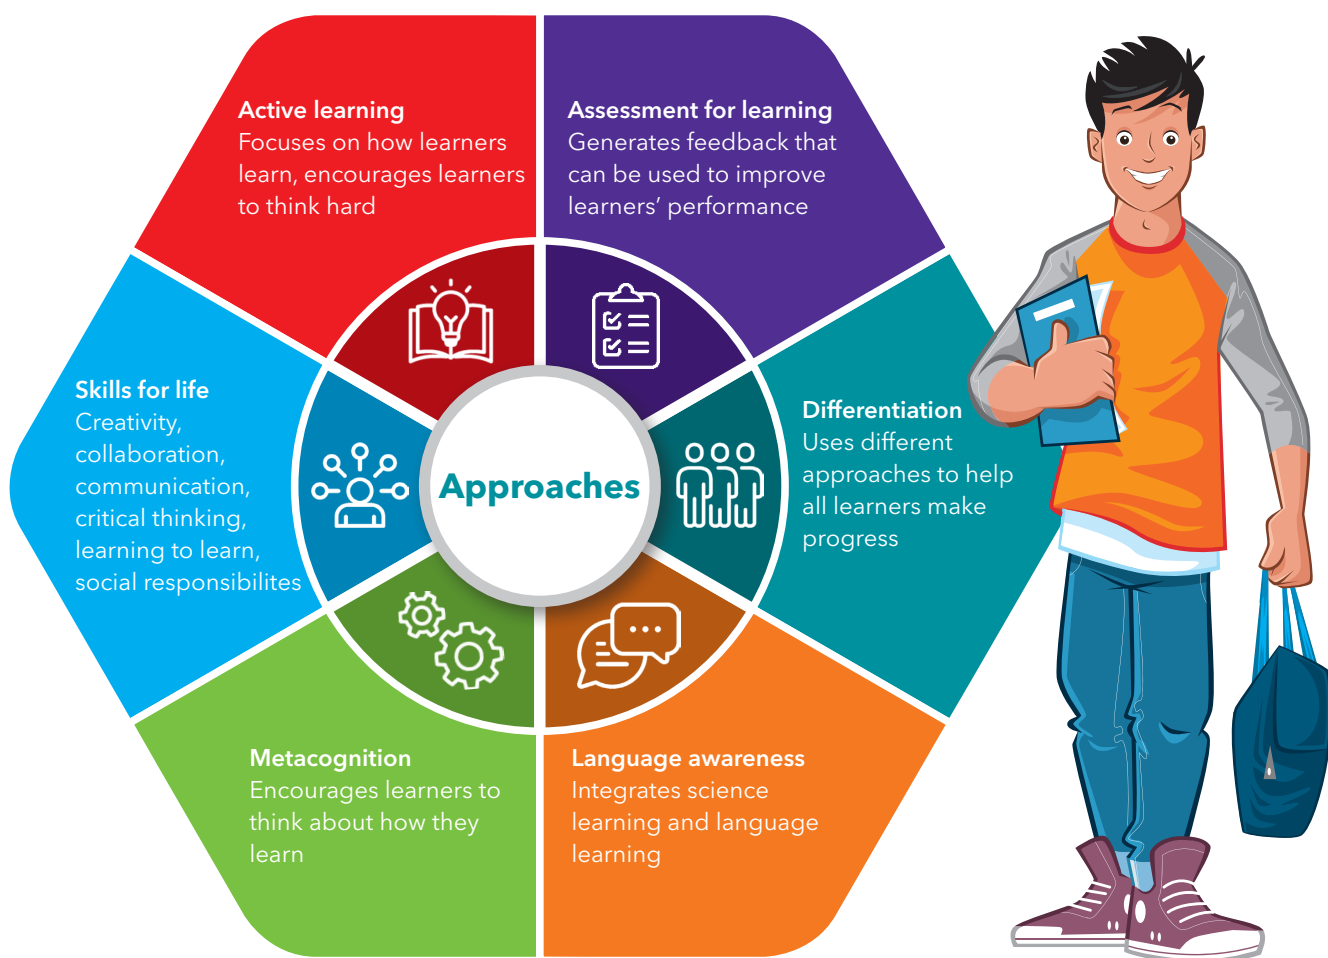 Active learning
Focuses on how learners
learn, encourages learners
to think hard
Assessment for learning
Generates feedback that
can be used to improve
learners’ performance
Skills for life
Creativity,
collaboration,
communication,
critical thinking,
learning to learn,
social responsibilites
Approaches
Differentiation
Uses different
approaches to help
all learners make
progress
Metacognition
Encourages learners to
think about how they
learn
Language awareness
Integrates science
learning and language
learning